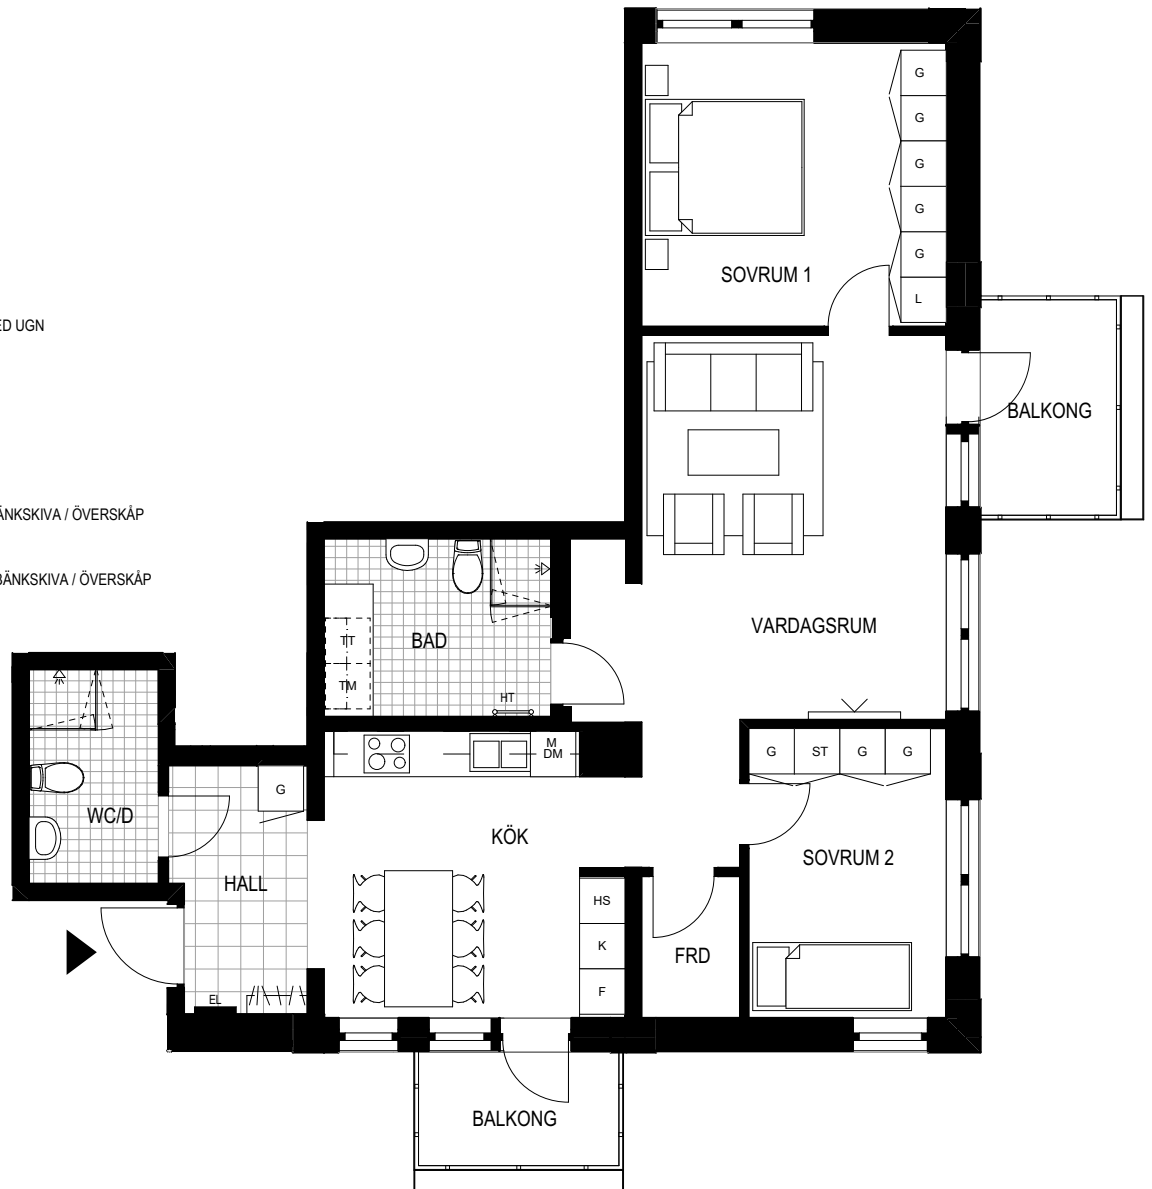 G
G
G
G
G
L
SOVRUM 1
ED UGN
BALKONG
ÄNKSKIVA / ÖVERSKÅP
BÄNKSKIVA / ÖVERSKÅP
VARDAGSRUM
BAD
TT
TM
HT
M
DM
G
ST
G
G
G
WC/D
KÖK
SOVRUM 2
HALL
HS
K
F
FRD
EL
BALKONG